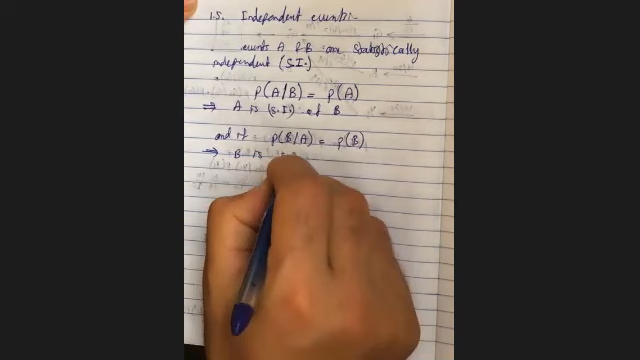 1.5. Independent events:-
events A & B are statistically
independent (S.I.)
P(A/B) = P(A)
⇒ A is (S.I.) of B
and if P(B/A) = P(B)
⇒ B is